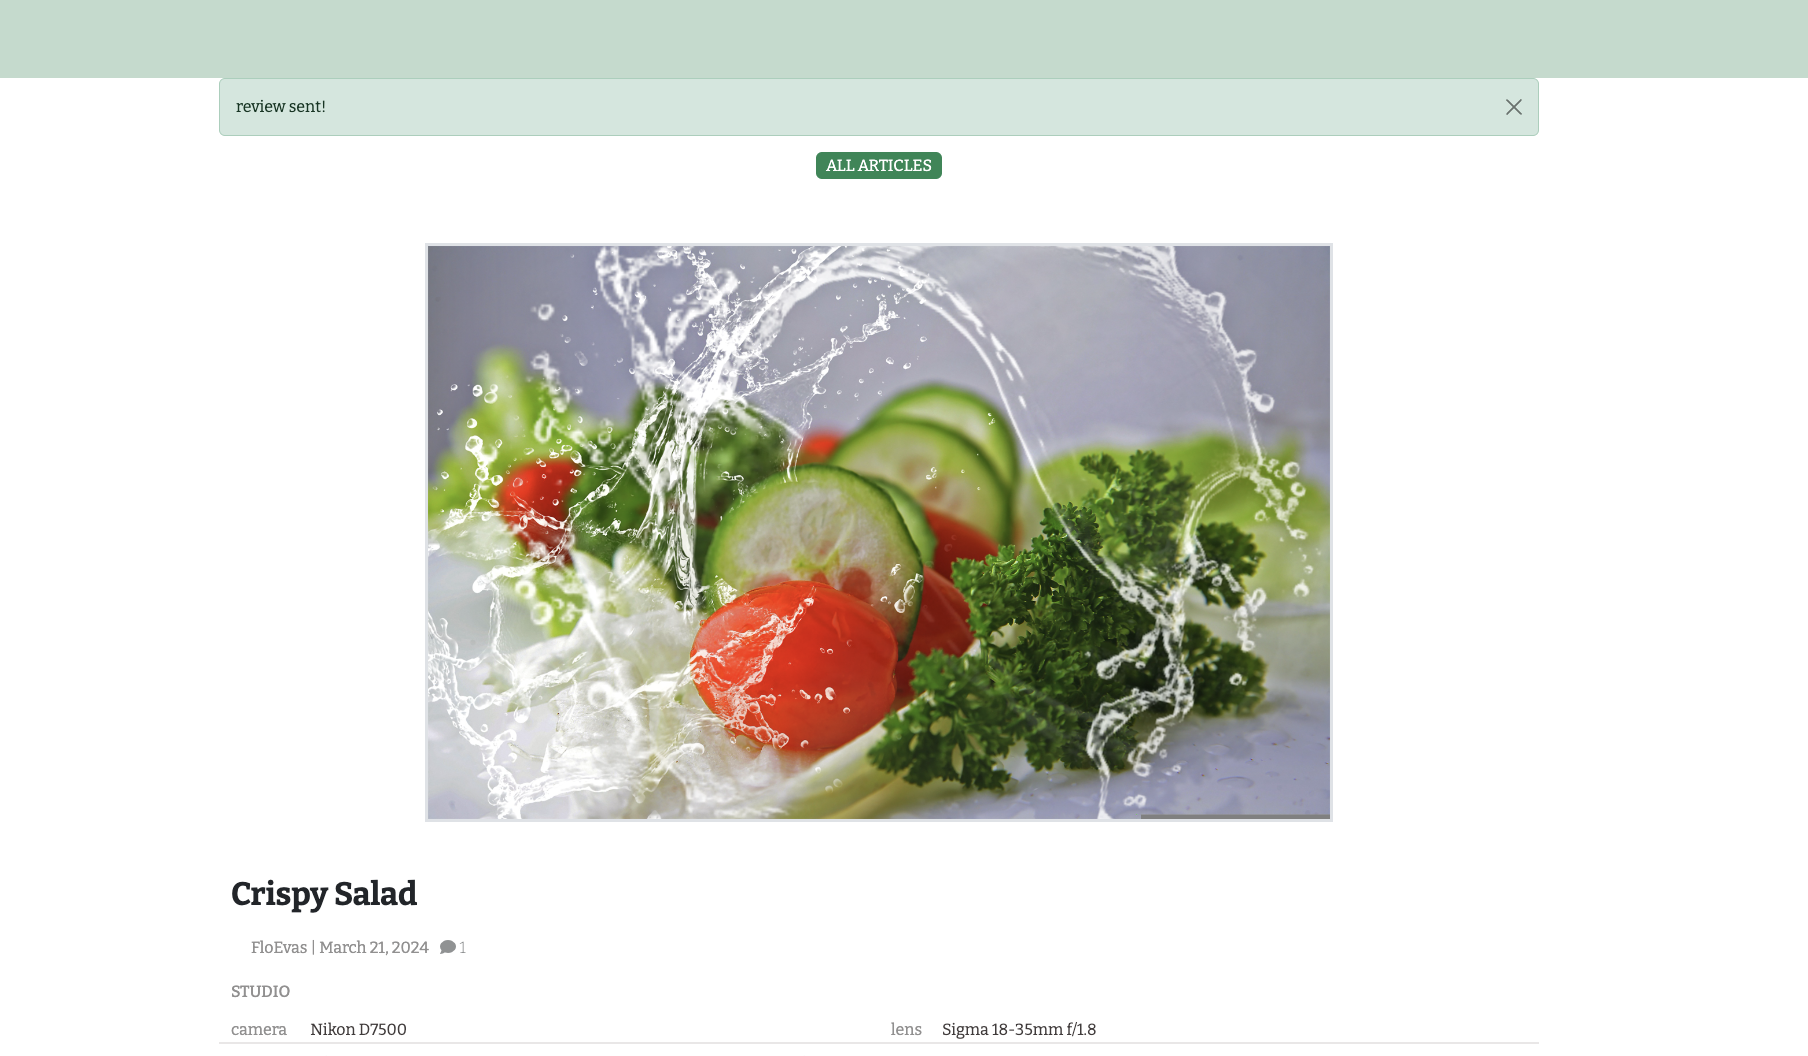 review sent!
ALL ARTICLES
Crispy Salad
FloEvas | March 21, 2024 1
STUDIO
camera Nikon D7500 lens Sigma 18-35mm f/1.8